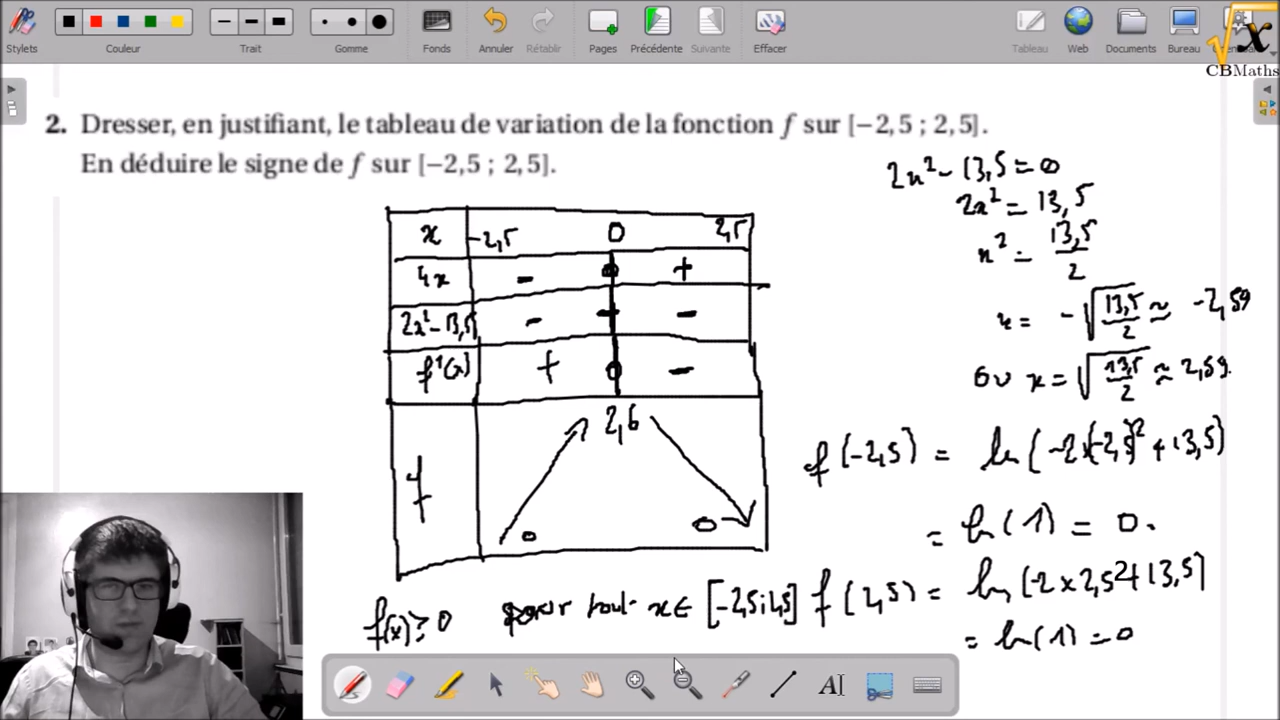 Stylets Couleur Trait Gomme Fonds Annuler Rétablir Pages Précédente Suivante Effacer Tableau Web Documents Bureau
CBMaths
2. Dresser, en justifiant, le tableau de variation de la fonction f sur [−2,5 ; 2,5].
En déduire le signe de f sur [−2,5 ; 2,5].
2x² - 13,5 = 0
2x² = 13,5
x² = 13,5/2
x = -√(13,5/2) ≈ -2,59
ou x = √(13,5/2) ≈ 2,59.
x -2,5 0 2,5
4x - 0 +
2x²-13,5 - - -
f'(x) + 0 -
f 0 2,6 0
f(-2,5) = ln(-2×(-2,5)² + 13,5)
= ln(1) = 0.
f(2,5) = ln(-2×2,5²+13,5)
= ln(1) = 0
f(x) ≥ 0 pour tout x ∈ [-2,5;2,5]
AI